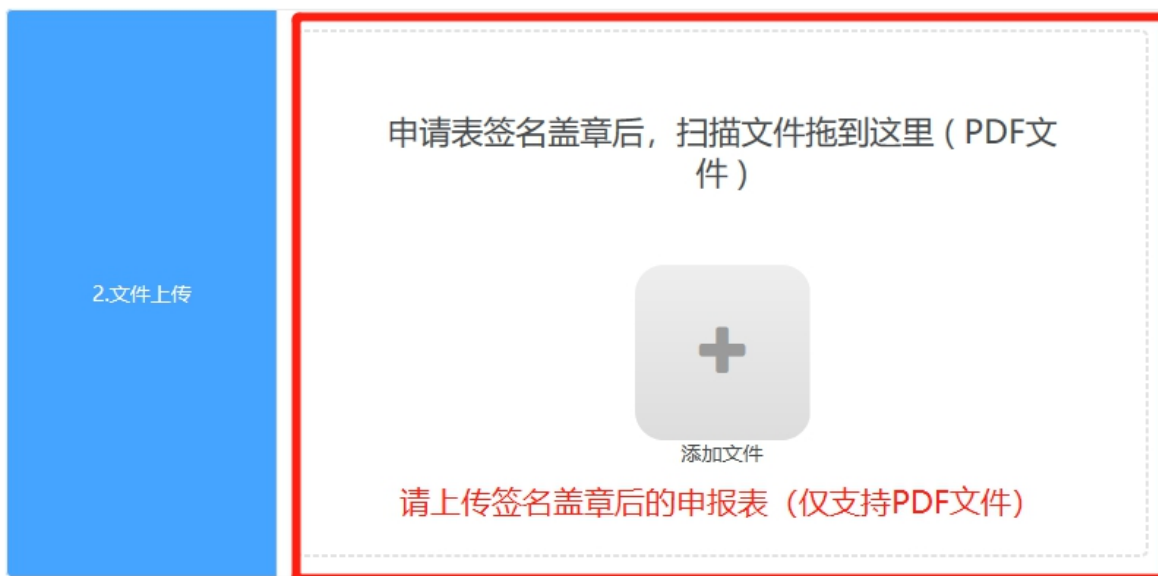 2.文件上传
申请表签名盖章后，扫描文件拖到这里（PDF文
件）
添加文件
请上传签名盖章后的申报表（仅支持PDF文件）